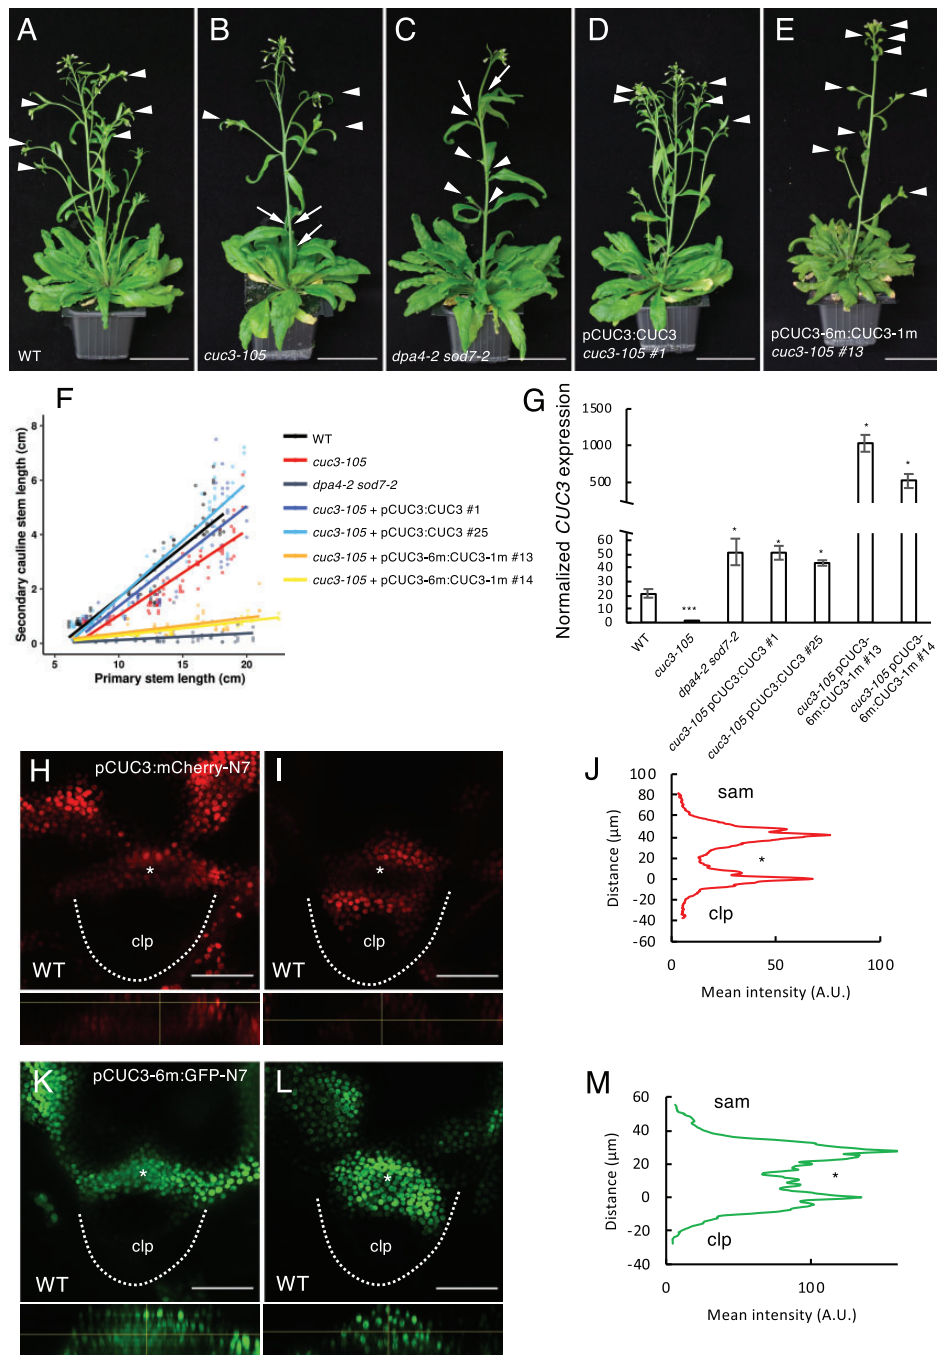 A
B
C
D
E
WT
cuc3-105
dpa4-2 sod7-2
pCUC3:CUC3
cuc3-105 #1
pCUC3-6m:CUC3-1m
cuc3-105 #13
F
Secondary cauline stem length (cm)
8
6
4
2
0
5
10
15
20
Primary stem length (cm)
WT
cuc3-105
dpa4-2 sod7-2
cuc3-105 + pCUC3:CUC3 #1
cuc3-105 + pCUC3:CUC3 #25
cuc3-105 + pCUC3-6m:CUC3-1m #13
cuc3-105 + pCUC3-6m:CUC3-1m #14
G
Normalized CUC3 expression
1500
1000
500
60
50
40
30
20
10
0
***
*
*
*
*
*
WT
cuc3-105
dpa4-2 sod7-2
cuc3-105 pCUC3:CUC3 #1
cuc3-105 pCUC3:CUC3 #25
cuc3-105 pCUC3-
6m:CUC3-1m #13
cuc3-105 pCUC3-
6m:CUC3-1m #14
H
pCUC3:mCherry-N7
*
clp
WT
I
*
clp
WT
J
Distance (µm)
100
80
60
40
20
0
-20
-40
-60
sam
*
clp
0
50
100
Mean intensity (A.U.)
K
pCUC3-6m:GFP-N7
*
clp
WT
L
*
clp
WT
M
Distance (µm)
60
40
20
0
-20
-40
sam
*
clp
0
100
Mean intensity (A.U.)